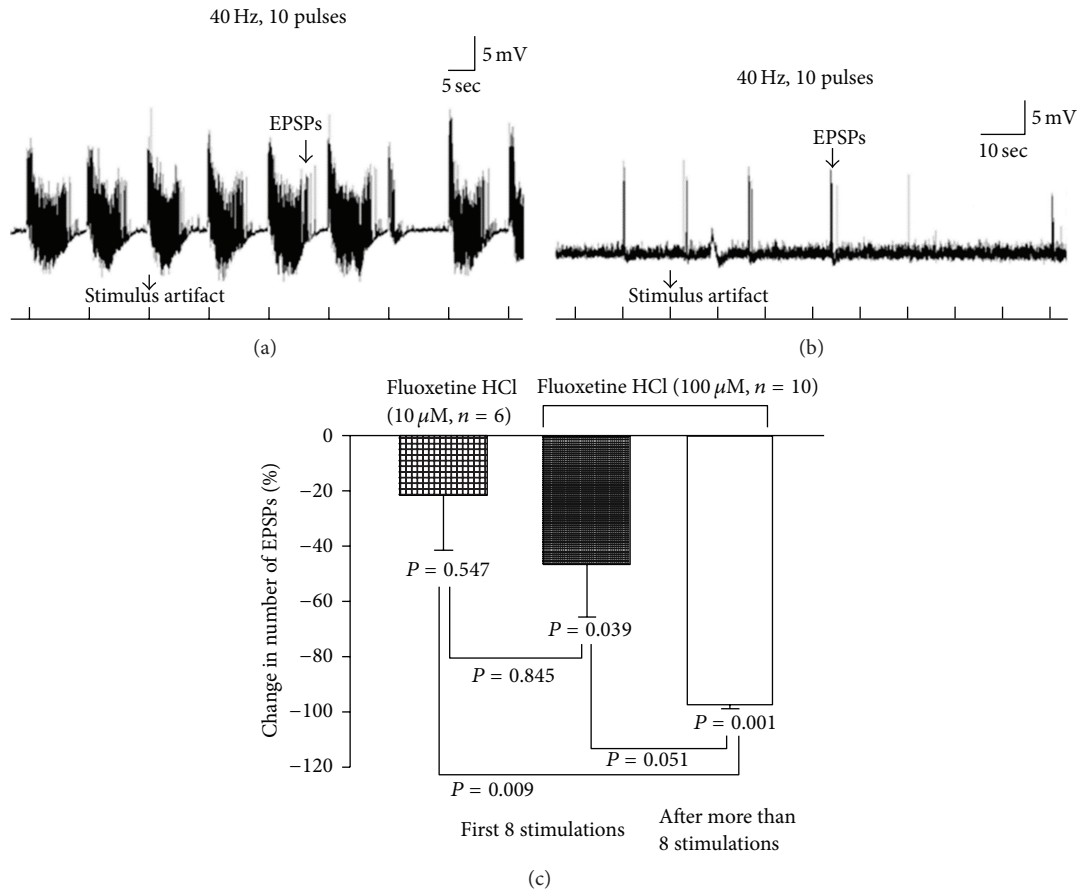 40 Hz, 10 pulses
5 mV
5 sec
EPSPs
Stimulus artifact
(a)
40 Hz, 10 pulses
5 mV
10 sec
EPSPs
Stimulus artifact
(b)
Fluoxetine HCl
(10 μM, n = 6)
Fluoxetine HCl (100 μM, n = 10)
Change in number of EPSPs (%)
0
−20
−40
−60
−80
−100
−120
P = 0.547
P = 0.039
P = 0.845
P = 0.001
P = 0.051
P = 0.009
First 8 stimulations
After more than
8 stimulations
(c)